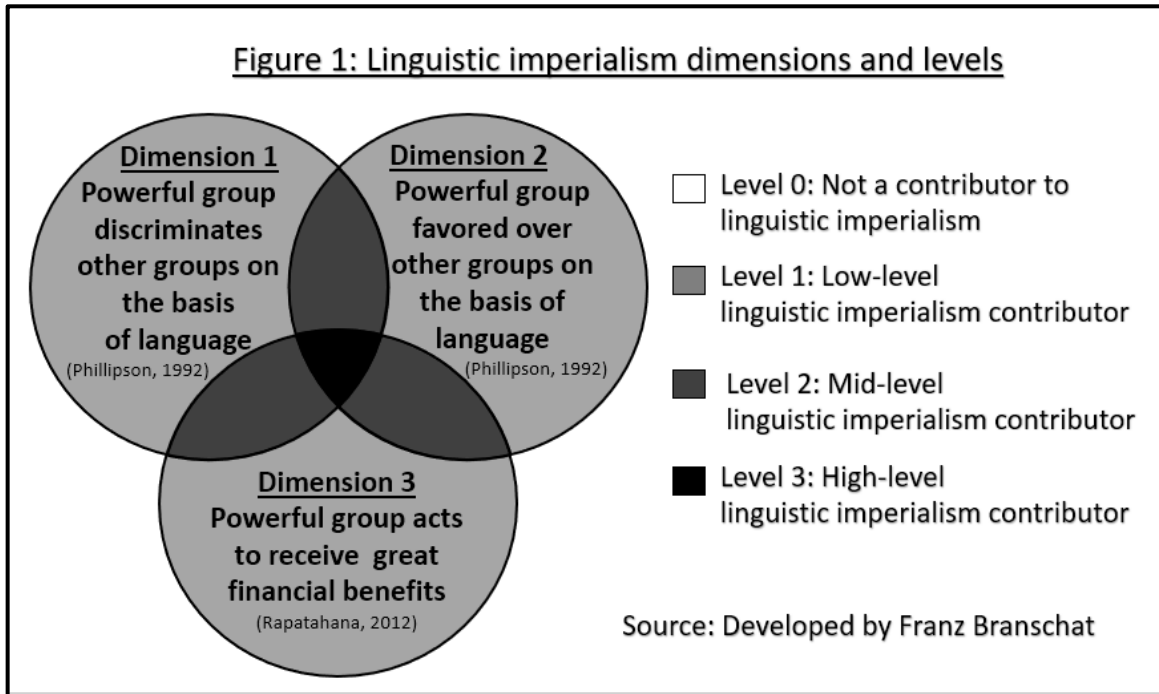 Figure 1: Linguistic imperialism dimensions and levels
Dimension 1
Powerful group
discriminates
other groups on
the basis
of language
(Phillipson, 1992)
Dimension 2
Powerful group
favored over
other groups on
the basis of
language
(Phillipson, 1992)
Dimension 3
Powerful group acts
to receive great
financial benefits
(Rapatahana, 2012)
Level 0: Not a contributor to
linguistic imperialism
Level 1: Low-level
linguistic imperialism contributor
Level 2: Mid-level
linguistic imperialism contributor
Level 3: High-level
linguistic imperialism contributor
Source: Developed by Franz Branschat